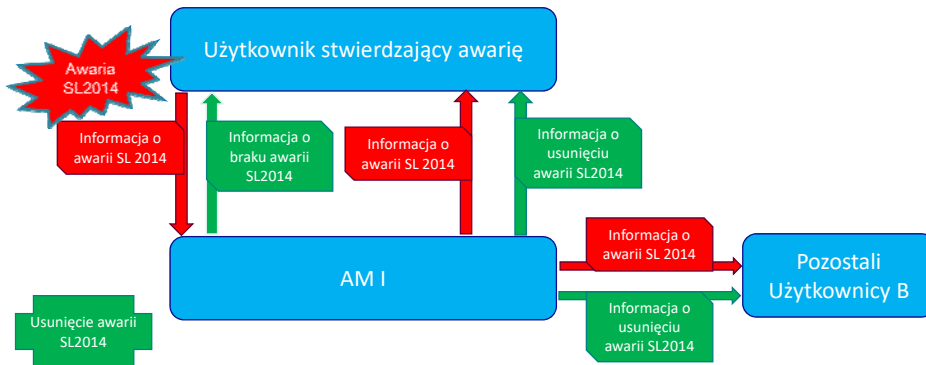 Użytkownik stwierdzający awarię
Awaria
SL2014
Informacja o
awarii SL 2014
Informacja o
braku awarii
SL2014
Informacja o
awarii SL 2014
Informacja o
usunięciu
awarii SL2014
AM I
Informacja o
awarii SL 2014
Pozostali
Użytkownicy B
Informacja o
usunięciu
awarii SL2014
Usunięcie awarii
SL2014